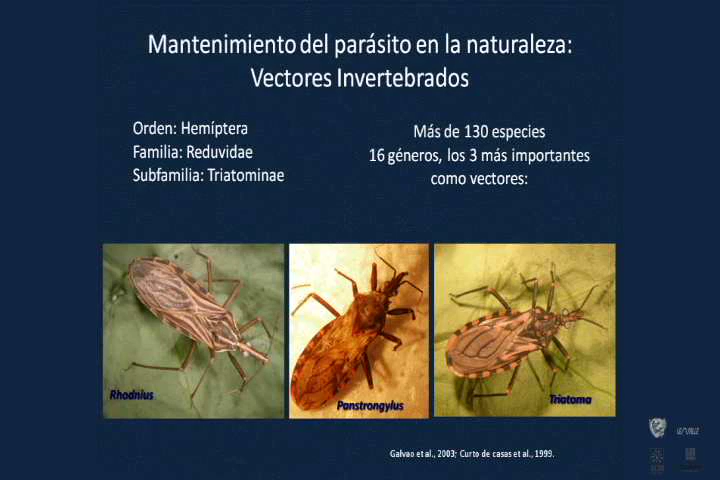 Mantenimiento del parásito en la naturaleza:
Vectores Invertebrados
Orden: Hemíptera
Familia: Reduvidae
Subfamilia: Triatominae
Más de 130 especies
16 géneros, los 3 más importantes
como vectores:
Rhodnius
Panstrongylus
Triatoma
Galvao et al., 2003; Curto de casas et al., 1999.